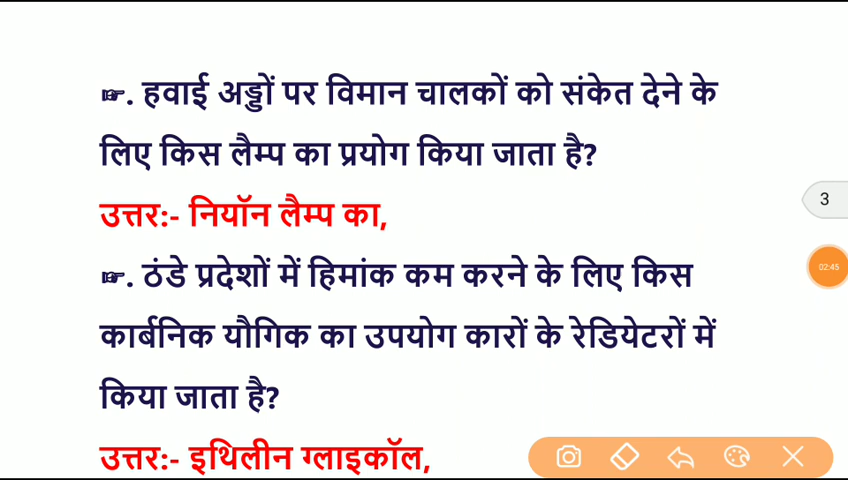 ☞. हवाई अड्डों पर विमान चालकों को संकेत देने के
लिए किस लैम्प का प्रयोग किया जाता है?
उत्तर:- नियॉन लैम्प का,
☞. ठंडे प्रदेशों में हिमांक कम करने के लिए किस
कार्बनिक यौगिक का उपयोग कारों के रेडियेटरों में
किया जाता है?
उत्तर:- इथिलीन ग्लाइकॉल,
3
02:45